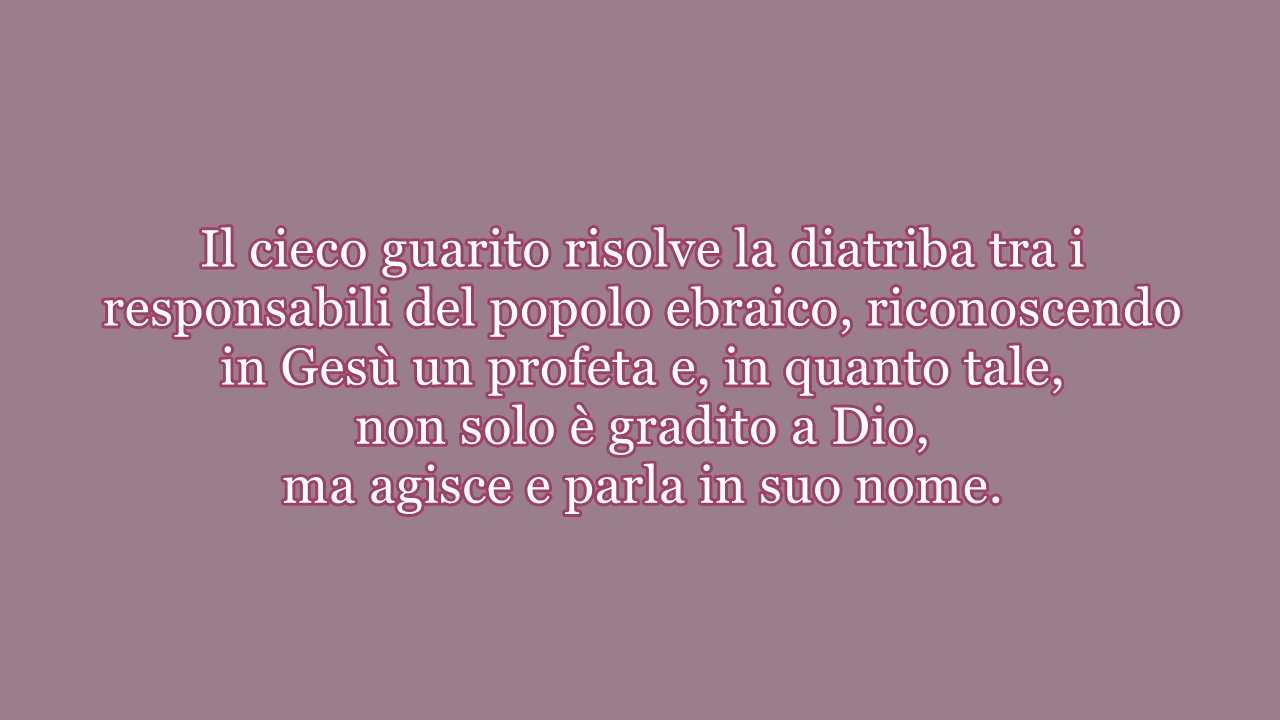 Il cieco guarito risolve la diatriba tra i
responsabili del popolo ebraico, riconoscendo
in Gesù un profeta e, in quanto tale,
non solo è gradito a Dio,
ma agisce e parla in suo nome.